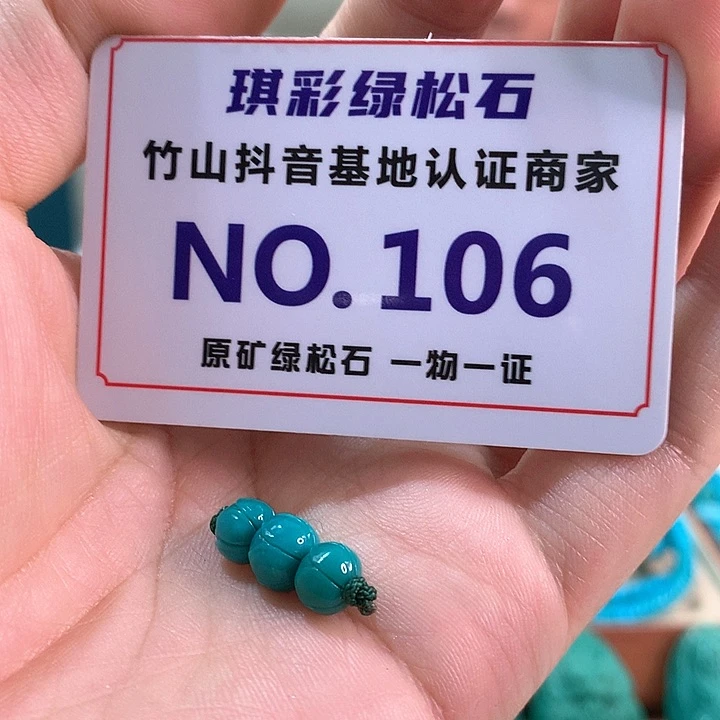 琪彩绿松石
竹山抖音基地认证商家
NO.106
原矿绿松石 一物一证